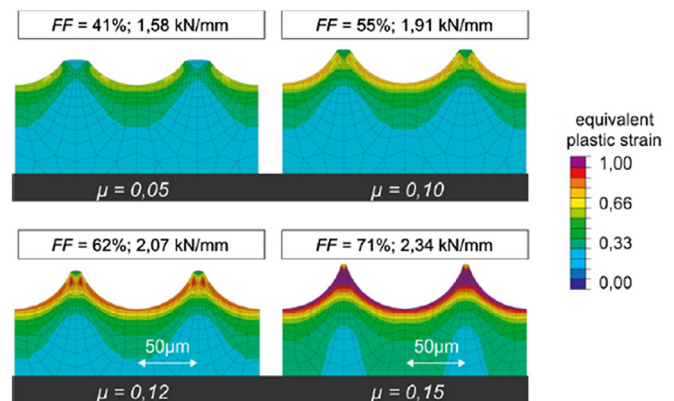 FF = 41%; 1,58 kN/mm
FF = 55%; 1,91 kN/mm
μ = 0,05
μ = 0,10
FF = 62%; 2,07 kN/mm
FF = 71%; 2,34 kN/mm
50μm
50μm
μ = 0,12
μ = 0,15
equivalent
plastic strain
1,00
0,66
0,33
0,00